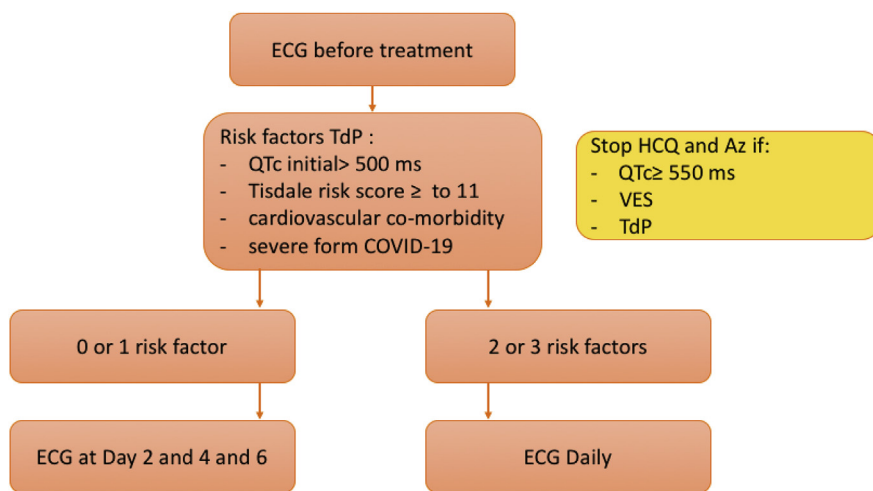 ECG before treatment
Risk factors TdP :
- QTc initial> 500 ms
- Tisdale risk score ≥ to 11
- cardiovascular co-morbidity
- severe form COVID-19
Stop HCQ and Az if:
- QTc≥ 550 ms
- VES
- TdP
0 or 1 risk factor
2 or 3 risk factors
ECG at Day 2 and 4 and 6
ECG Daily